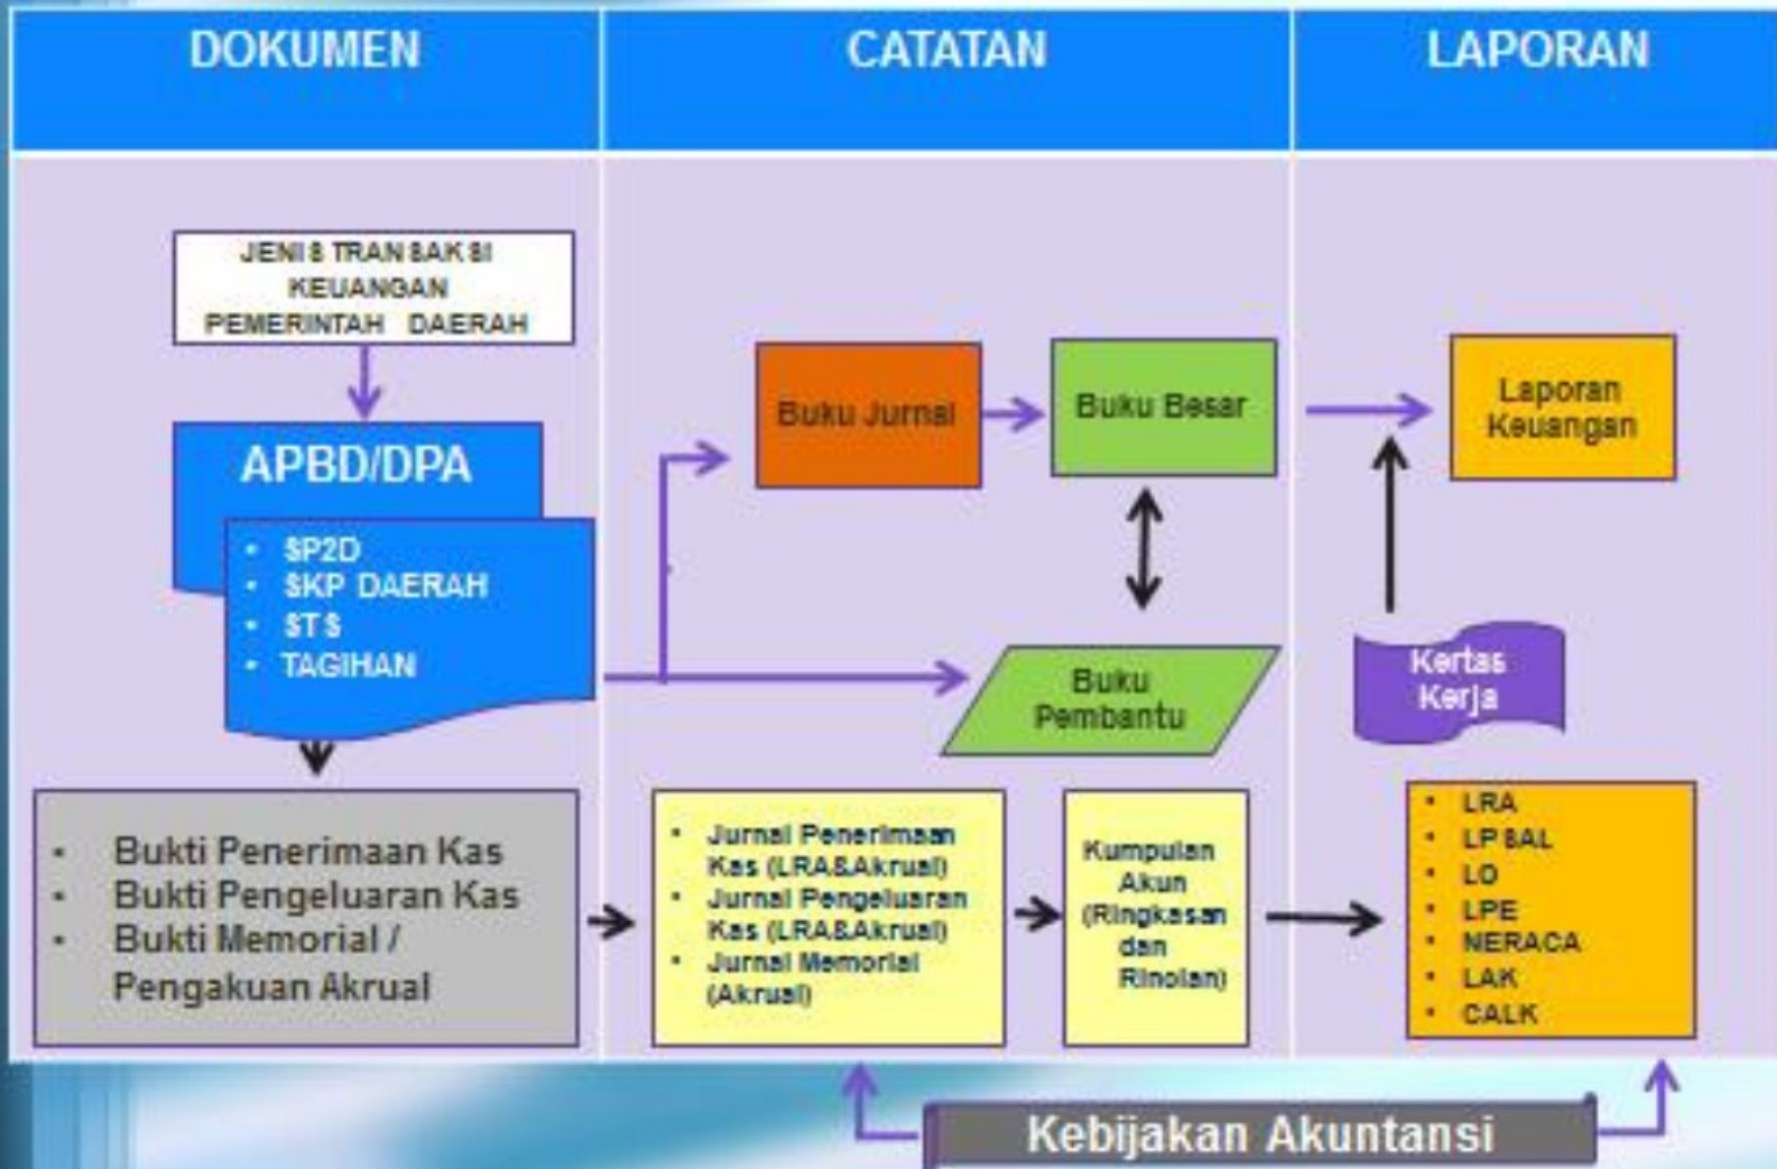 DOKUMEN
CATATAN
LAPORAN
JENIS TRANSAKSI
KEUANGAN
PEMERINTAH DAERAH
APBD/DPA
• SP2D
• SKP DAERAH
• STS
• TAGIHAN
Buku Jurnal
Buku Besar
Laporan
Keuangan
Buku
Pembantu
Kertas
Kerja
• Bukti Penerimaan Kas
• Bukti Pengeluaran Kas
• Bukti Memorial /
Pengakuan Akrual
• Jurnal Penerimaan
Kas (LRA&Akrual)
• Jurnal Pengeluaran
Kas (LRA&Akrual)
• Jurnal Memorial
(Akrual)
Kumpulan
Akun
(Ringkasan
dan
Rincian)
• LRA
• LPSAL
• LO
• LPE
• NERACA
• LAK
• CALK
Kebijakan Akuntansi